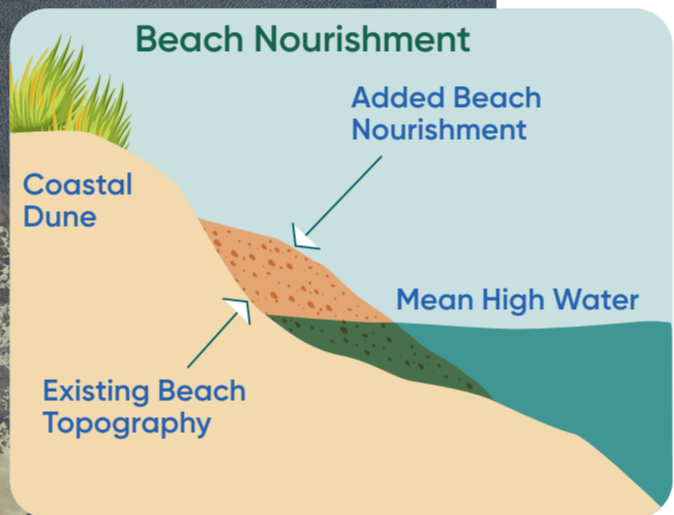 Beach Nourishment
Added Beach
Nourishment
Coastal
Dune
Mean High Water
Existing Beach
Topography